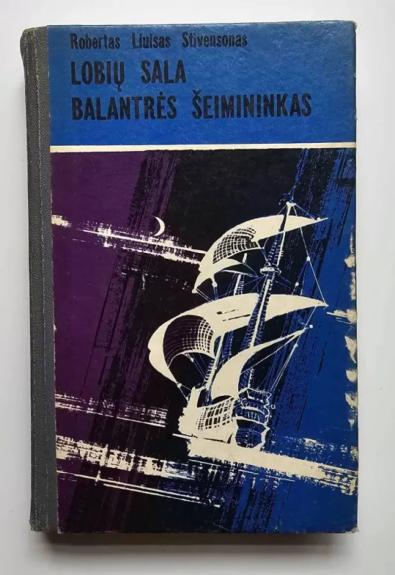 Robertas Liuisas Stivensonas
LOBIŲ SALA
BALANTRĖS ŠEIMININKAS